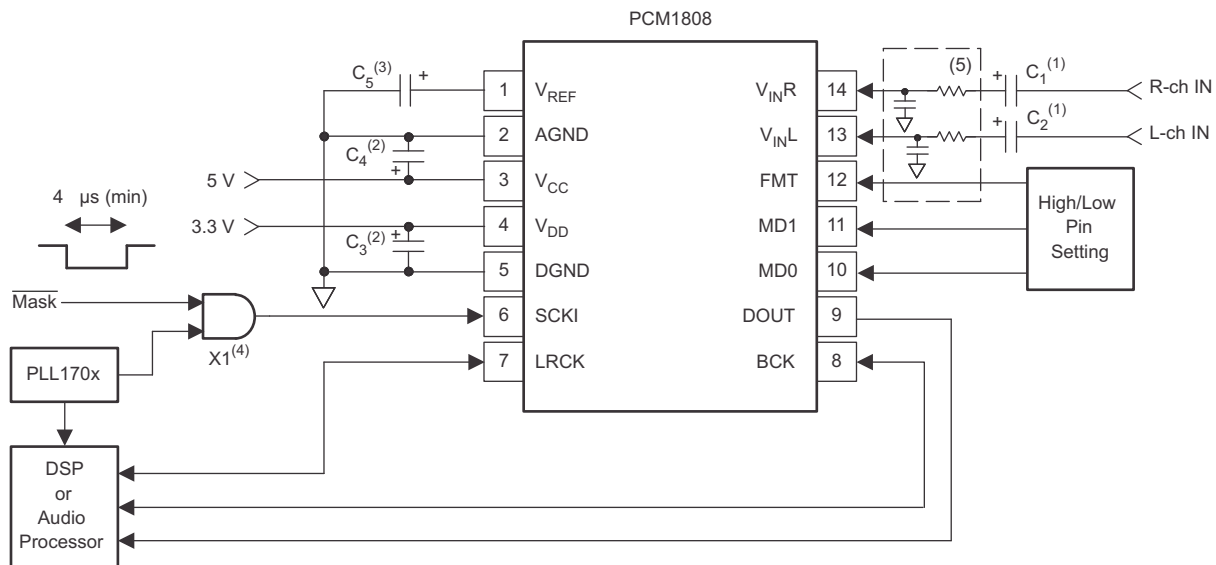 PCM1808
C5(3) +
1 VREF
2 AGND
C4(2)
+
5 V
3 VCC
3.3 V
4 VDD
+
C3(2)
5 DGND
6 SCKI
7 LRCK
4 µs (min)
Mask
X1(4)
PLL170x
DSP
or
Audio
Processor
VINR 14
VINL 13
FMT 12
MD1 11
MD0 10
DOUT 9
BCK 8
(5)
+ C1(1)
R-ch IN
+ C2(1)
L-ch IN
High/Low
Pin
Setting